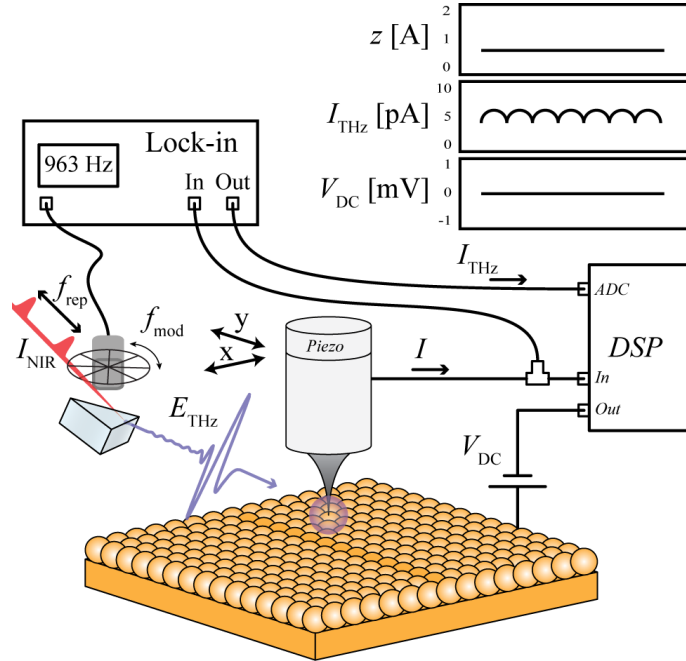 z [A]
2
1
0
I_THz [pA]
10
5
0
V_DC [mV]
1
0
-1
Lock-in
963 Hz
In Out
I_THz
f_rep
f_mod
I_NIR
y
x
E_THz
Piezo
I
ADC
DSP
In
Out
V_DC